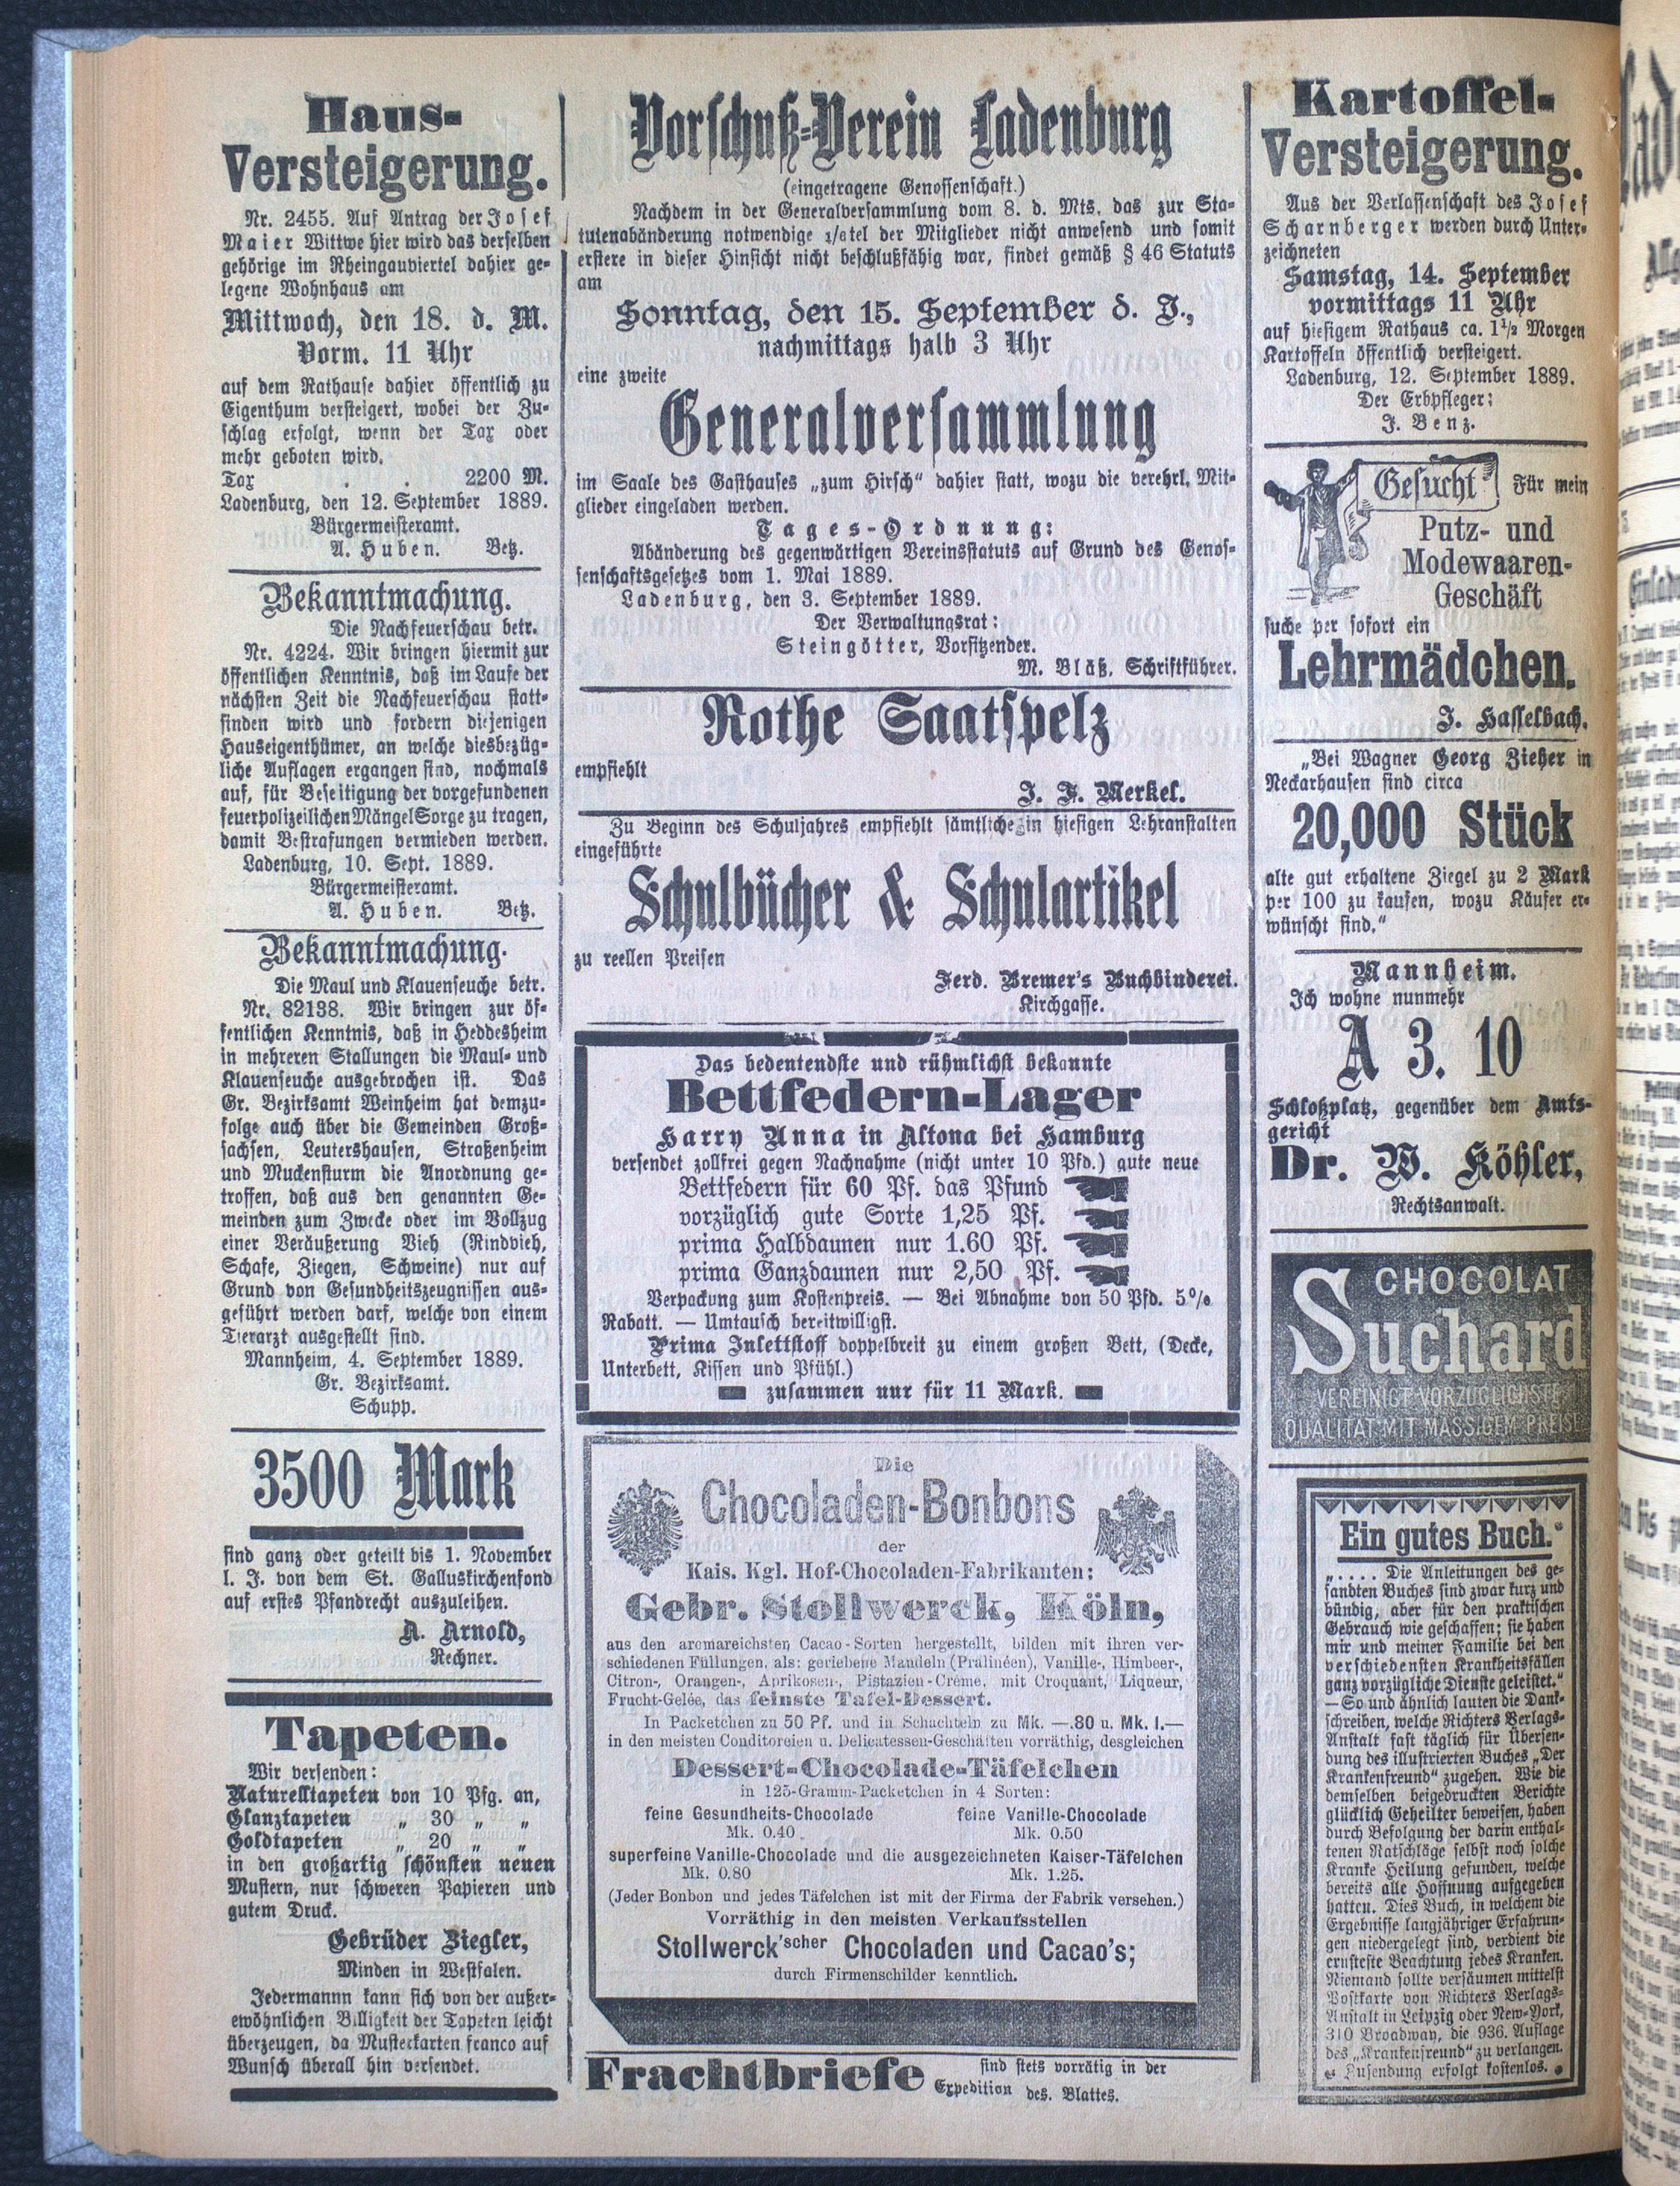 Haus-
Versteigerung.
Nr. 2455. Auf Antrag der Josef
Maier Wittwe hier wird das derselben
gehörige im Rheingauviertel dahier ge-
legene Wohnhaus am
Mittwoch, den 18. d. M.
Vorm. 11 Uhr
auf dem Rathause dahier öffentlich zu
Eigenthum versteigert, wobei der Zu-
schlag erfolgt, wenn der Tax oder
mehr geboten wird.
Tax . . 2200 M.
Ladenburg, den 12. September 1889.
Bürgermeisteramt.
A. Huben. Betz.
Bekanntmachung.
Die Nachfeuerschau betr.
Nr. 4224. Wir bringen hiermit zur
öffentlichen Kenntnis, daß im Laufe der
nächsten Zeit die Nachfeuerschau statt-
finden wird und fordern diejenigen
Hauseigenthümer, an welche diesbezüg-
liche Auflagen ergangen sind, nochmals
auf, für Beseitigung der vorgefundenen
feuerpolizeilichen Mängel Sorge zu tragen,
damit Bestrafungen vermieden werden.
Ladenburg, 10. Sept. 1889.
Bürgermeisteramt.
A. Huben. Betz.
Bekanntmachung.
Die Maul und Klauenseuche betr.
Nr. 82138. Wir bringen zur öf-
fentlichen Kenntnis, daß in Heddesheim
in mehreren Stallungen die Maul- und
Klauenseuche ausgebrochen ist. Das
Gr. Bezirksamt Weinheim hat demzu-
folge auch über die Gemeinden Groß-
sachsen, Leutershausen, Straßenheim
und Muckensturm die Anordnung ge-
troffen, daß aus den genannten Ge-
meinden zum Zwecke oder im Vollzug
einer Veräußerung Vieh (Rindvieh,
Schafe, Ziegen, Schweine) nur auf
Grund von Gesundheitszeugnissen aus-
geführt werden darf, welche von einem
Tierarzt ausgestellt sind.
Mannheim, 4. September 1889.
Gr. Bezirksamt.
Schupp.
3500 Mark
sind ganz oder geteilt bis 1. November
l. J. von dem St. Galluskirchenfond
auf erstes Pfandrecht auszuleihen.
A. Arnold,
Rechner.
Tapeten.
Wir versenden:
Naturelltapeten von 10 Pfg. an,
Glanztapeten „ 30 „ „
Goldtapeten „ 20 „ „
in den großartig schönsten neuen
Mustern, nur schweren Papieren und
gutem Druck.
Gebrüder Ziegler,
Minden in Westfalen.
Jedermannn kann sich von der außer-
ewöhnlichen Billigkeit der Tapeten leicht
überzeugen, da Musterkarten franco auf
Wunsch überall hin versendet.
Vorschuß-Verein Ladenburg
(eingetragene Genossenschaft.)
Nachdem in der Generalversammlung vom 8. d. Mts. das zur Sta-
tutenabänderung notwendige der Mitglieder nicht anwesend und somit
erstere in dieser Hinsicht nicht beschlußfähig war, findet gemäß § 46 Statuts
am
Sonntag, den 15. September d. J.,
nachmittags halb 3 Uhr
eine zweite
Generalversammlung
im Saale des Gasthauses „zum Hirsch“ dahier statt, wozu die verehrl. Mit-
glieder eingeladen werden.
Tages-Ordnung:
Abänderung des gegenwärtigen Vereinsstatuts auf Grund des Genos-
senschaftsgesetzes vom 1. Mai 1889.
Ladenburg, den 3. September 1889.
Der Verwaltungsrat:
Steingötter, Vorsitzender.
M. Bläß, Schriftführer.
Rothe Saatspelz
empfiehlt
J. F. Merkel.
Zu Beginn des Schuljahres empfiehlt sämtliche in hiesigen Lehranstalten
eingeführte
Schulbücher & Schulartikel
zu reellen Preisen
Ferd. Bremer's Buchbinderei.
Kirchgasse.
Das bedeutendste und rühmlichst bekannte
Bettfedern-Lager
Harry Unna in Altona bei Hamburg
versendet zollfrei gegen Nachnahme (nicht unter 10 Pfd.) gute neue
Bettfedern für 60 Pf. das Pfund
vorzüglich gute Sorte 1,25 Pf.
prima Halbdaunen nur 1.60 Pf.
prima Ganzdaunen nur 2,50 Pf.
Verpackung zum Kostenpreis. — Bei Abnahme von 50 Pfd. 5%
Rabatt. — Umtausch bereitwilligst.
Prima Inlettstoff doppelbreit zu einem großen Bett, (Decke,
Unterbett, Kissen und Pfühl.)
zusammen nur für 11 Mark.
Die
Chocoladen-Bonbons
der
Kais. Kgl. Hof-Chocoladen-Fabrikanten:
Gebr. Stollwerck, Köln,
aus den aromareichsten Cacao-Sorten hergestellt, bilden mit ihren ver-
schiedenen Füllungen, als: geriebene Mandeln (Pralinéen), Vanille-, Himbeer-,
Citron-, Orangen-, Aprikosen-, Pistazien-Crême, mit Croquant, Liqueur,
Frucht-Gelée, das feinste Tafel-Dessert.
In Packetchen zu 50 Pf. und in Schachteln zu Mk. —.80 u. Mk. 1.—
in den meisten Conditoreien u. Delicatessen-Geschäften vorräthig, desgleichen
Dessert-Chocolade-Täfelchen
in 125-Gramm-Packetchen in 4 Sorten:
feine Gesundheits-Chocolade feine Vanille-Chocolade
Mk. 0.40 Mk. 0.50
superfeine Vanille-Chocolade und die ausgezeichneten Kaiser-Täfelchen
Mk. 0.80 Mk. 1.25.
(Jeder Bonbon und jedes Täfelchen ist mit der Firma der Fabrik versehen.)
Vorräthig in den meisten Verkaufsstellen
Stollwerck'scher Chocoladen und Cacao's;
durch Firmenschilder kenntlich.
Frachtbriefe sind stets vorrätig in der
Expedition des. Blattes.
Kartoffel-
Versteigerung.
Aus der Verlassenschaft des Josef
Scharnberger werden durch Unter-
zeichneten
Samstag, 14. September
vormittags 11 Uhr
auf hiesigem Rathaus ca. 1½ Morgen
Kartoffeln öffentlich versteigert.
Ladenburg, 12. September 1889.
Der Erbpfleger:
J. Benz.
Gesucht Für mein
Putz- und
Modewaaren-
Geschäft
suche per sofort ein
Lehrmädchen.
J. Hasselbach.
„Bei Wagner Georg Zieher in
Neckarhausen sind circa
20,000 Stück
alte gut erhaltene Ziegel zu 2 Mark
per 100 zu kaufen, wozu Käufer er-
wünscht sind.“
Mannheim.
Ich wohne nunmehr
A 3. 10
Schloßplatz, gegenüber dem Amts-
gericht
Dr. W. Köhler,
Rechtsanwalt.
CHOCOLAT
Suchard
VEREINIGT VORZÜGLICHSTE
QUALITÄT MIT MÄSSIGEM PREISE
Ein gutes Buch.
„.... Die Anleitungen des ge-
sandten Buches sind zwar kurz und
bündig, aber für den praktischen
Gebrauch wie geschaffen; sie haben
mir und meiner Familie bei den
verschiedensten Krankheitsfällen
ganz vorzügliche Dienste geleistet.“
— So und ähnlich lauten die Dank-
schreiben, welche Richters Verlags-
Anstalt fast täglich für Übersen-
dung des illustrierten Buches „Der
Krankenfreund“ zugehen. Wie die
demselben beigedruckten Berichte
glücklich Geheilter beweisen, haben
durch Befolgung der darin enthal-
tenen Ratschläge selbst noch solche
Kranke Heilung gefunden, welche
bereits alle Hoffnung aufgegeben
hatten. Dies Buch, in welchem die
Ergebnisse langjähriger Erfahrun-
gen niedergelegt sind, verdient die
ernsteste Beachtung jedes Kranken.
Niemand sollte versäumen mittelst
Postkarte von Richters Verlags-
Anstalt in Leipzig oder New-York,
310 Broadway, die 936. Auflage
des „Krankenfreund“ zu verlangen.
Zusendung erfolgt kostenlos.